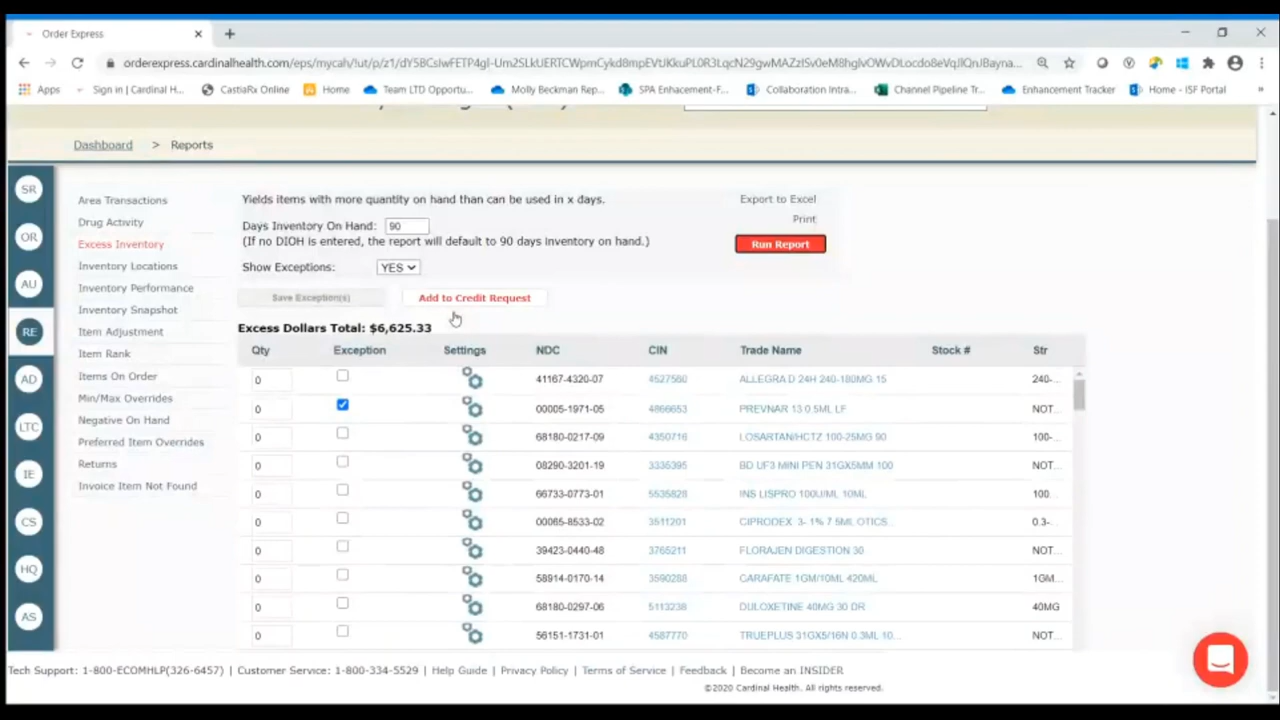 Order Express
orderexpress.cardinalhealth.com/eps/mycah/!ut/p/z1/
Apps Sign in | Cardinal H... CastiaRx Online Home Team LTD Opportu... Molly Beckman Rep... SPA Enhacement-F... Collaboration Intra... Channel Pipeline Tr... Enhancement Tracker Home - ISF Portal »
Dashboard > Reports
SR
OR
AU
RE
AD
LTC
IE
CS
HQ
AS
Area Transactions
Drug Activity
Excess Inventory
Inventory Locations
Inventory Performance
Inventory Snapshot
Item Adjustment
Item Rank
Items On Order
Min/Max Overrides
Negative On Hand
Preferred Item Overrides
Returns
Invoice Item Not Found
Yields items with more quantity on hand than can be used in x days.
Days Inventory On Hand: 90
(If no DIOH is entered, the report will default to 90 days inventory on hand.)
Show Exceptions: YES
Export to Excel
Print
Run Report
Save Exception(s) Add to Credit Request
Excess Dollars Total: $6,625.33
Qty Exception Settings NDC CIN Trade Name Stock # Str
0 41167-4320-07 4527560 ALLEGRA D 24H 240-180MG 15 240-...
0 00005-1971-05 4866653 PREVNAR 13 0.5ML LF NOT...
0 68180-0217-09 4350716 LOSARTAN/HCTZ 100-25MG 90 100-...
0 08290-3201-19 3335395 BD UF3 MINI PEN 31GX5MM 100 NOT...
0 66733-0773-01 5535828 INS LISPRO 100U/ML 10ML 100...
0 00065-8533-02 3511201 CIPRODEX 3- 1% 7 5ML OTICS... 0.3-...
0 39423-0440-48 3765211 FLORAJEN DIGESTION 30 NOT...
0 58914-0170-14 3590288 CARAFATE 1GM/10ML 420ML 1GM...
0 68180-0297-06 5113238 DULOXETINE 40MG 30 DR 40MG
0 56151-1731-01 4587770 TRUEPLUS 31GX5/16N 0.3ML 10... NOT...
Tech Support: 1-800-ECOMHLP(326-6457) | Customer Service: 1-800-334-5529 | Help Guide | Privacy Policy | Terms of Service | Feedback | Become an INSIDER
©2020 Cardinal Health. All rights reserved.